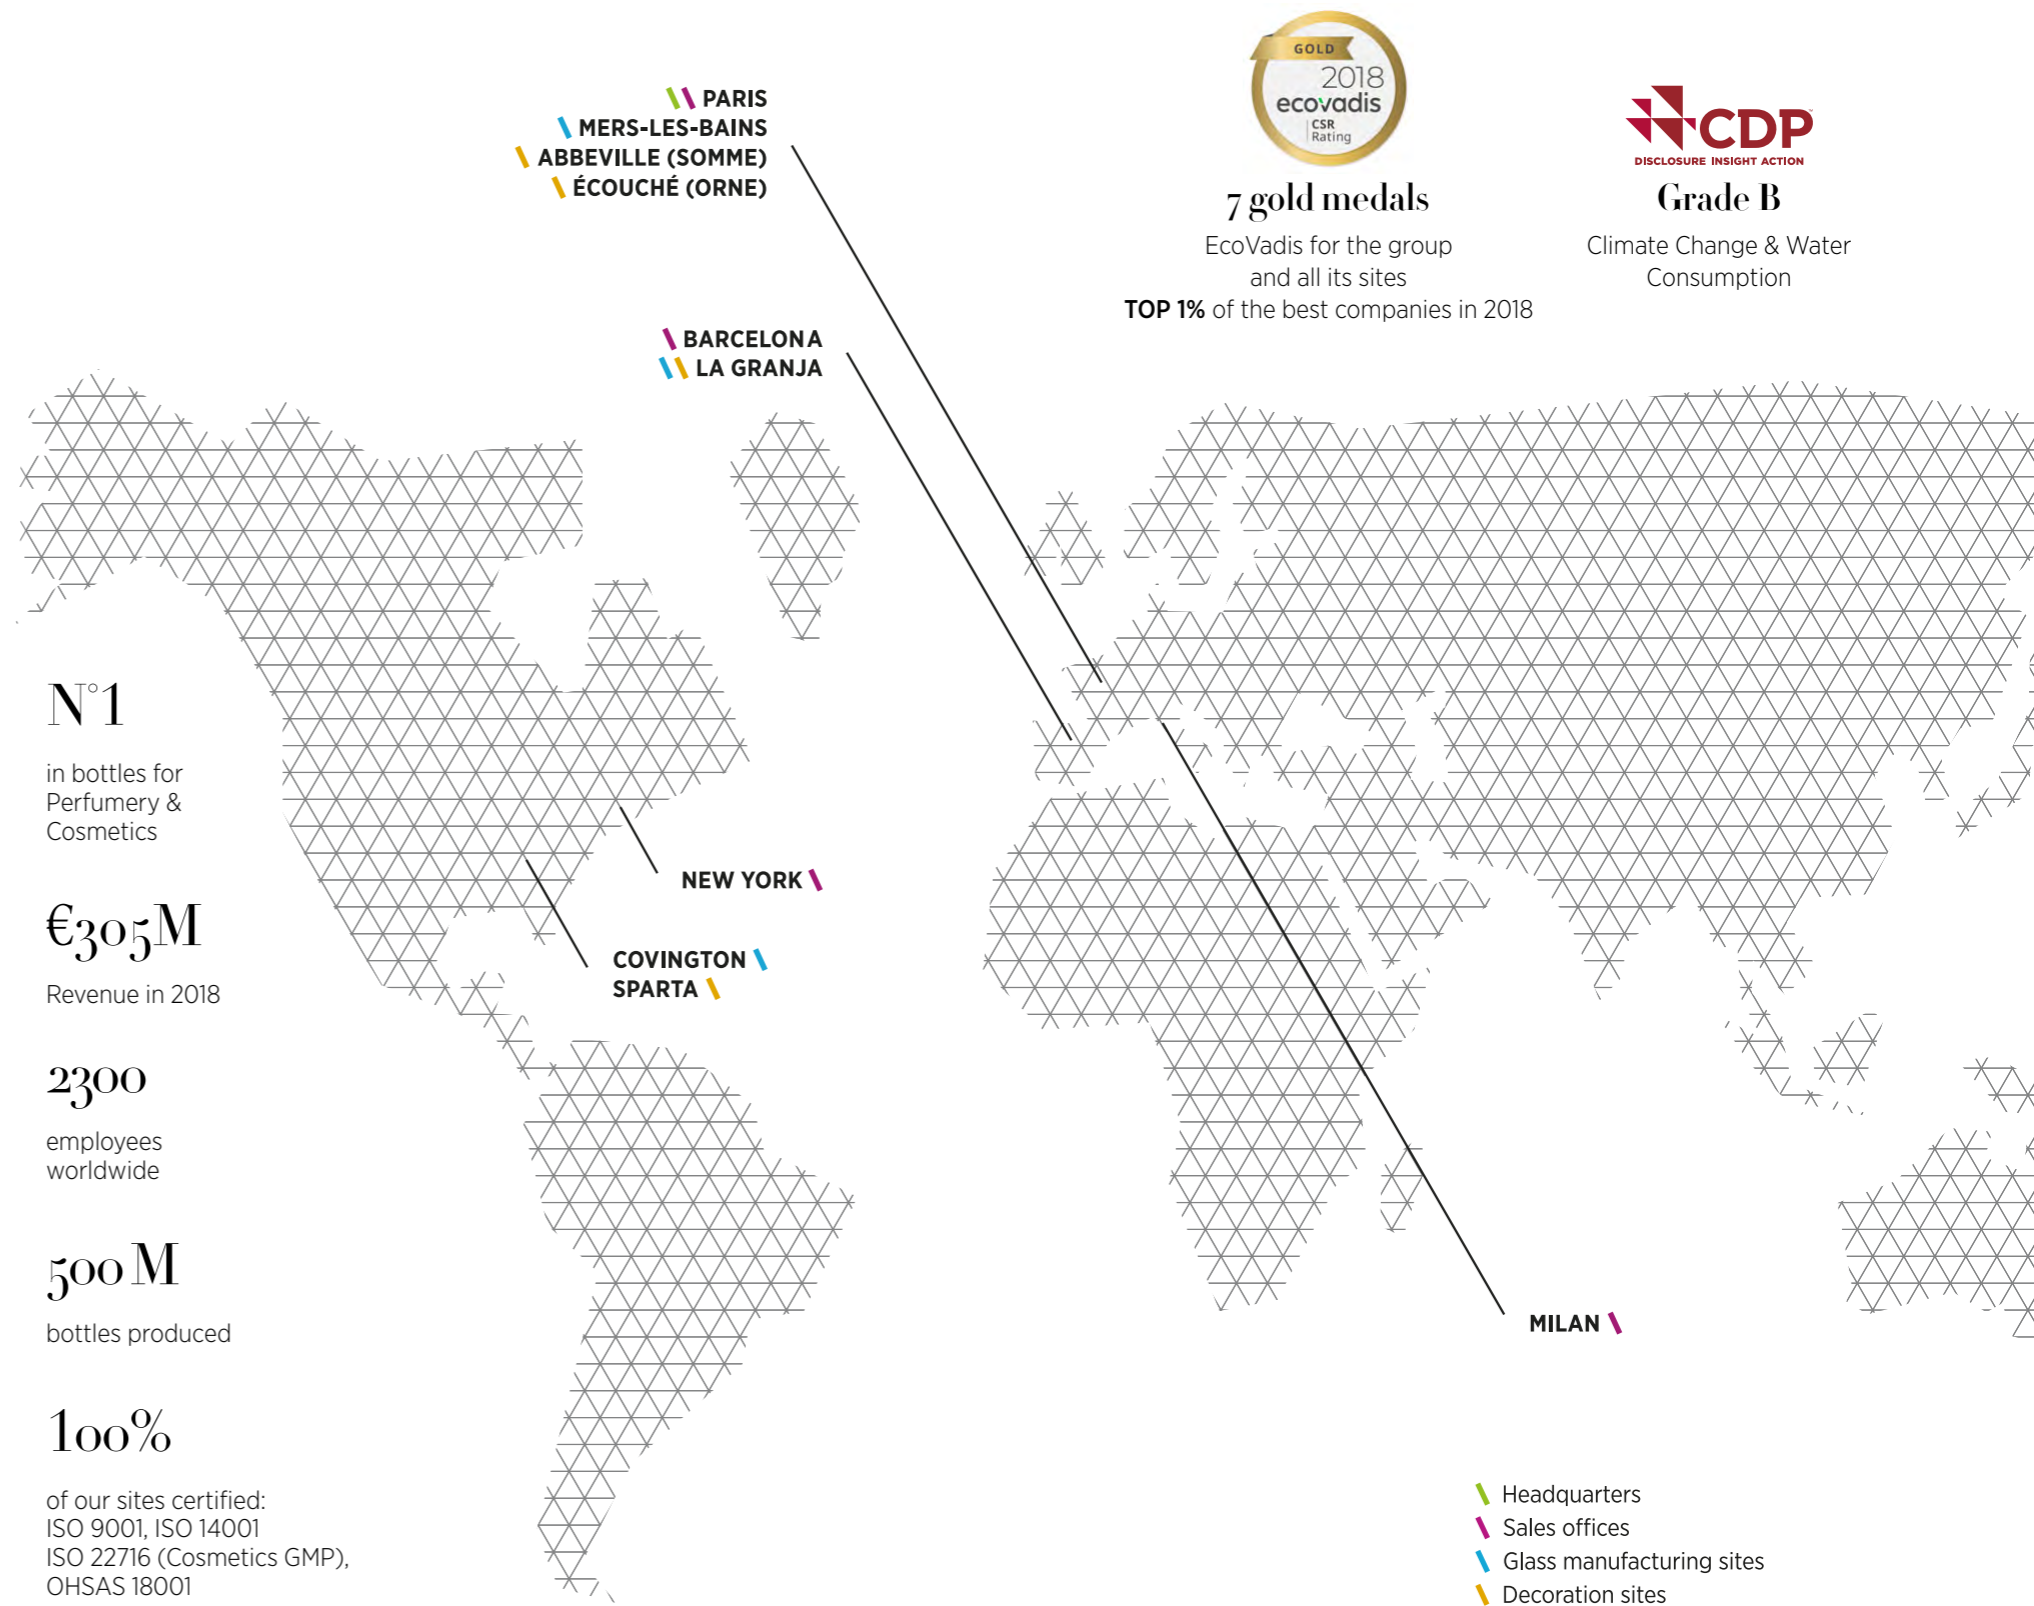 PARIS
MERS-LES-BAINS
ABBEVILLE (SOMME)
ÉCOUCHÉ (ORNE)
BARCELONA
LA GRANJA
GOLD
2018
ecovadis
CSR
Rating
7 gold medals
EcoVadis for the group
and all its sites
TOP 1% of the best companies in 2018
CDP
DISCLOSURE INSIGHT ACTION
Grade B
Climate Change & Water
Consumption
N°1
in bottles for
Perfumery &
Cosmetics
€305M
Revenue in 2018
2300
employees
worldwide
500 M
bottles produced
100%
of our sites certified:
ISO 9001, ISO 14001
ISO 22716 (Cosmetics GMP),
OHSAS 18001
NEW YORK
COVINGTON
SPARTA
MILAN
Headquarters
Sales offices
Glass manufacturing sites
Decoration sites